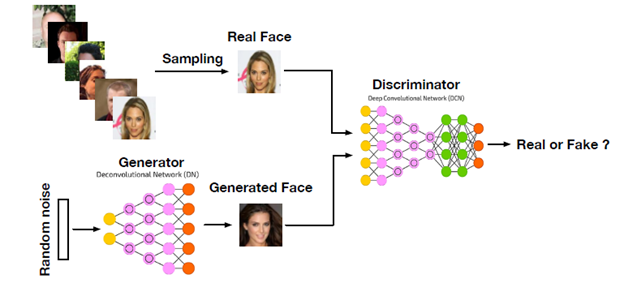 Real Face
Sampling
Discriminator
Deep Convolutional Network (DCN)
Real or Fake ?
Generator
Deconvolutional Network (DN)
Generated Face
Random noise